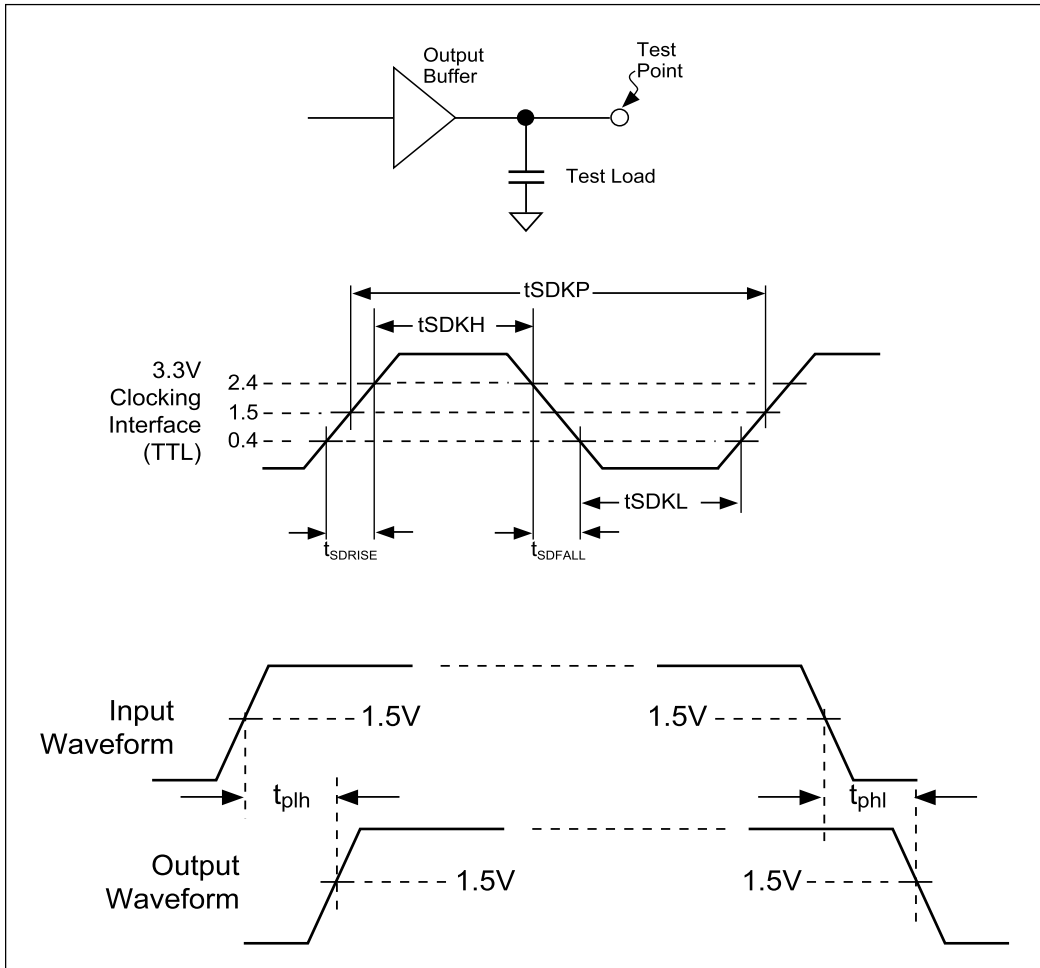 Output
Buffer
Test
Point
Test Load
tSDKP
tSDKH
3.3V
Clocking
Interface
(TTL)
2.4
1.5
0.4
tSDKL
tSDRISE
tSDFALL
Input
Waveform
1.5V
1.5V
tplh
tphl
Output
Waveform
1.5V
1.5V